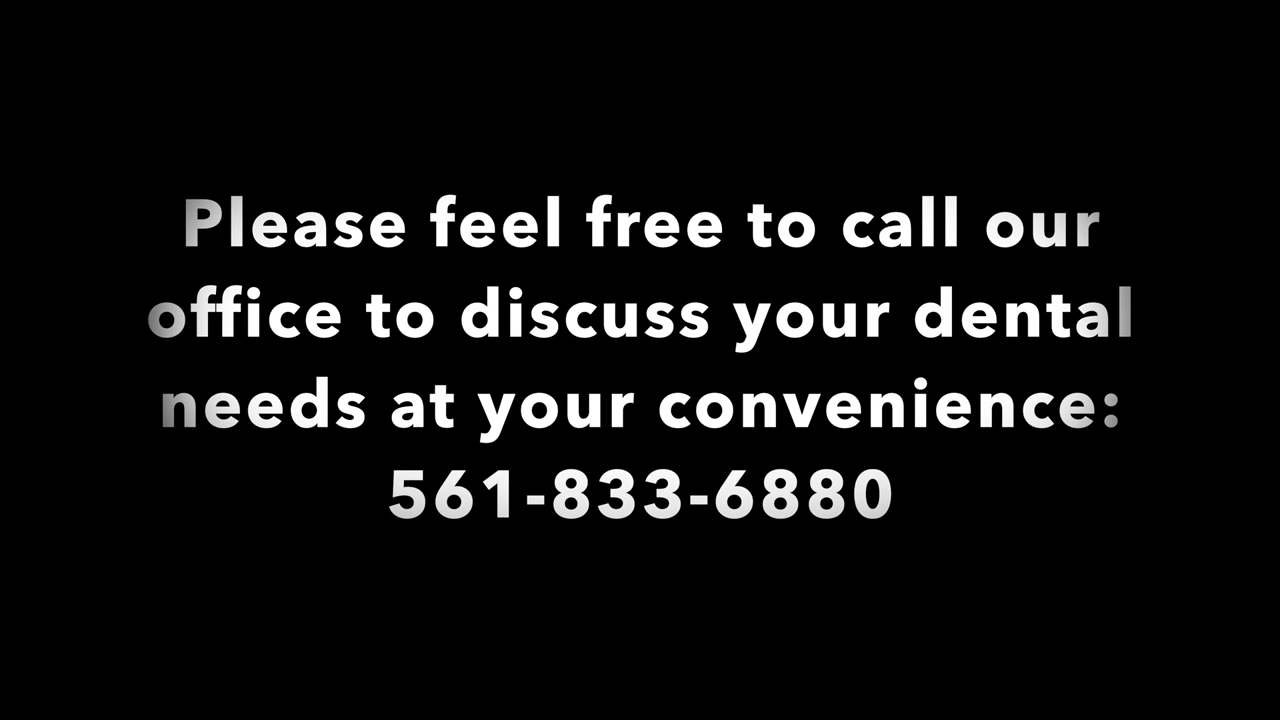 Please feel free to call our
office to discuss your dental
needs at your convenience:
561-833-6880